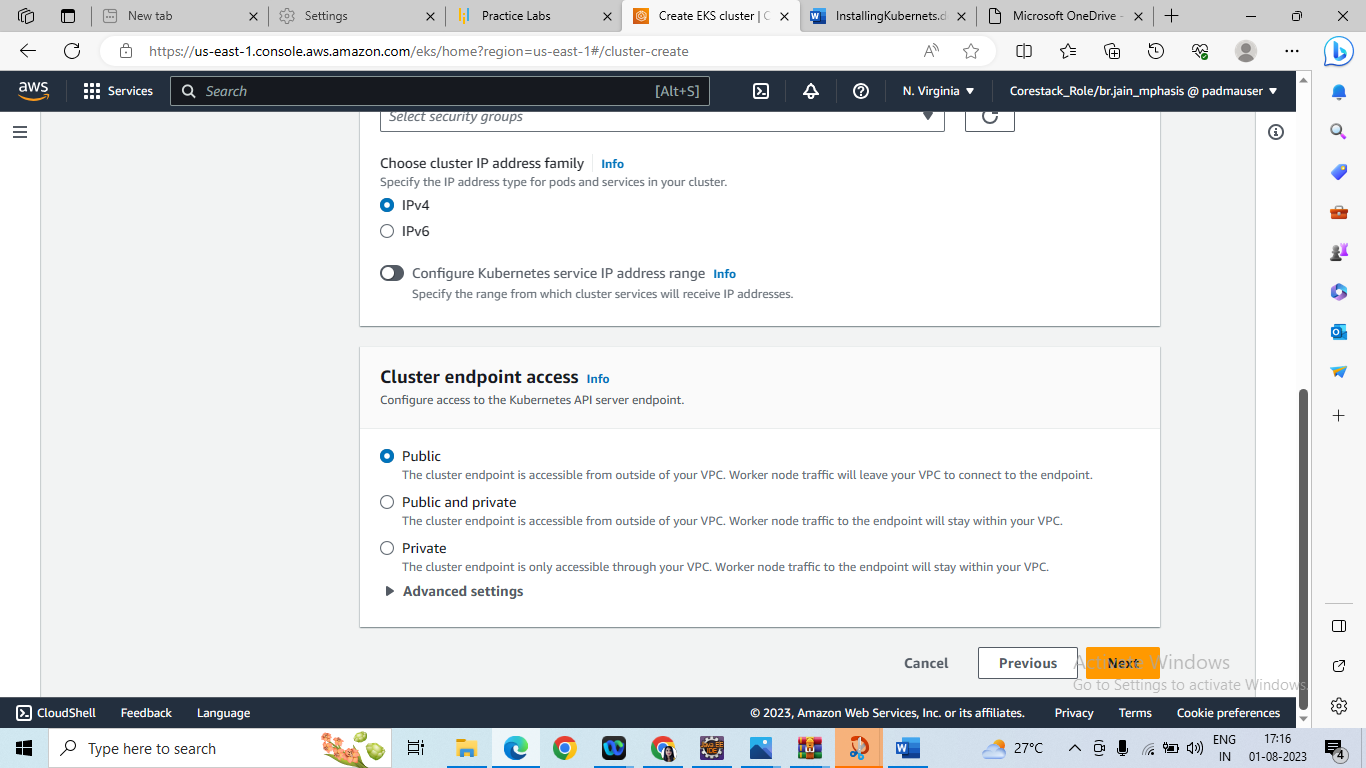 New tab
Settings
Practice Labs
Create EKS cluster | C
InstallingKubernets.d
Microsoft OneDrive -
https://us-east-1.console.aws.amazon.com/eks/home?region=us-east-1#/cluster-create
aws
Services
Search
[Alt+S]
N. Virginia
Corestack_Role/br.jain_mphasis @ padmauser
Select security groups
Choose cluster IP address family
Info
Specify the IP address type for pods and services in your cluster.
IPv4
IPv6
Configure Kubernetes service IP address range Info
Specify the range from which cluster services will receive IP addresses.
Cluster endpoint access Info
Configure access to the Kubernetes API server endpoint.
Public
The cluster endpoint is accessible from outside of your VPC. Worker node traffic will leave your VPC to connect to the endpoint.
Public and private
The cluster endpoint is accessible from outside of your VPC. Worker node traffic to the endpoint will stay within your VPC.
Private
The cluster endpoint is only accessible through your VPC. Worker node traffic to the endpoint will stay within your VPC.
Advanced settings
Cancel
Previous
Next
Activate Windows
Go to Settings to activate Windows.
CloudShell
Feedback
Language
© 2023, Amazon Web Services, Inc. or its affiliates.
Privacy
Terms
Cookie preferences
Type here to search
27°C
ENG
IN
17:16
01-08-2023
4